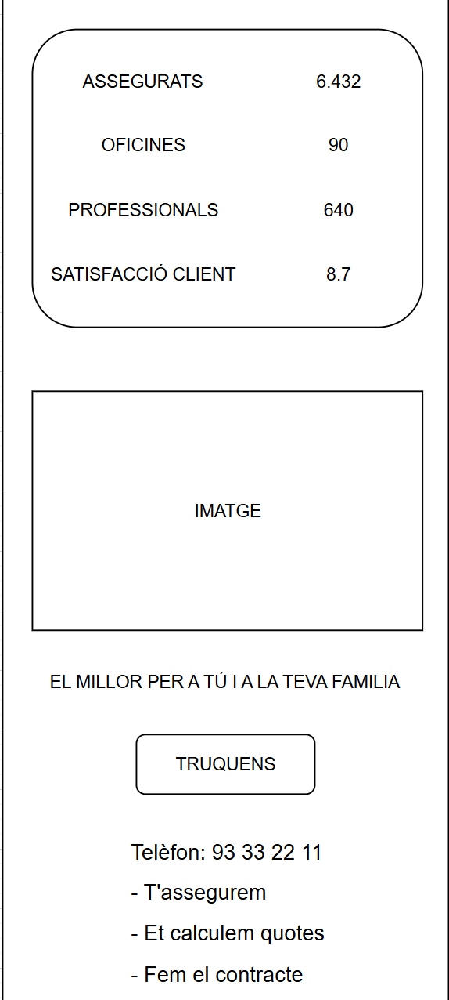 ASSEGURATS 6.432
OFICINES 90
PROFESSIONALS 640
SATISFACCIÓ CLIENT 8.7
IMATGE
EL MILLOR PER A TÚ I A LA TEVA FAMILIA
TRUQUENS
Telèfon: 93 33 22 11
- T'assegurem
- Et calculem quotes
- Fem el contracte